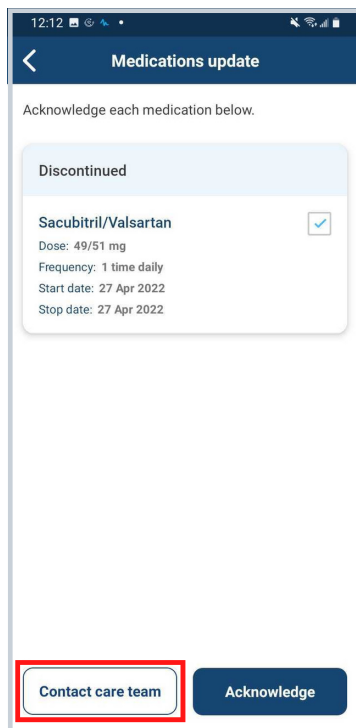 12:12
Medications update
Acknowledge each medication below.
Discontinued
Sacubitril/Valsartan
Dose: 49/51 mg
Frequency: 1 time daily
Start date: 27 Apr 2022
Stop date: 27 Apr 2022
Contact care team
Acknowledge